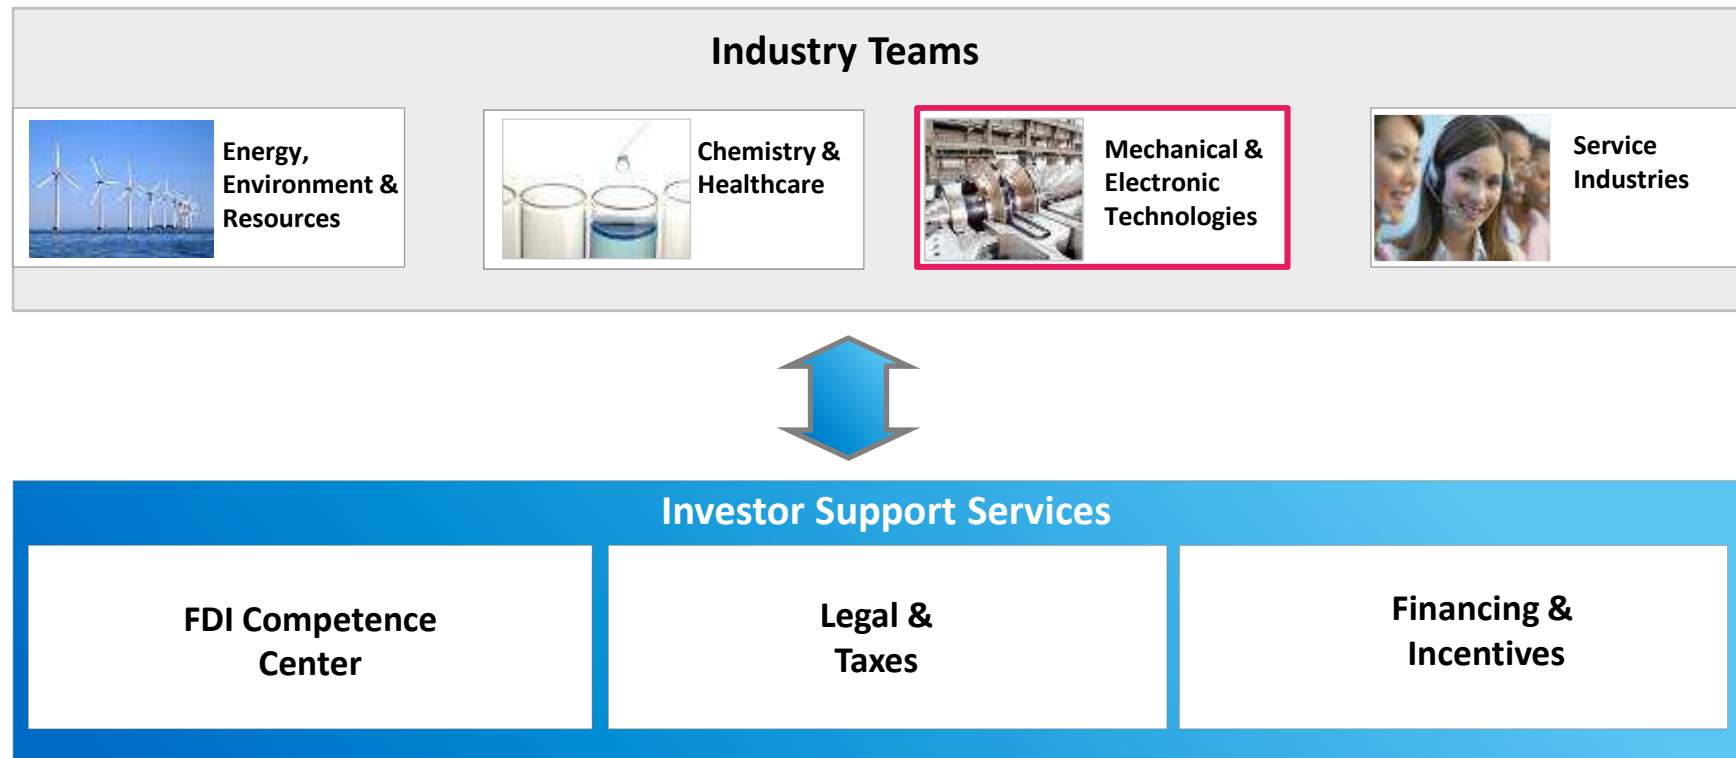 Industry Teams
Energy,
Environment &
Resources
Chemistry &
Healthcare
Mechanical &
Electronic
Technologies
Service
Industries
Investor Support Services
FDI Competence
Center
Legal &
Taxes
Financing &
Incentives